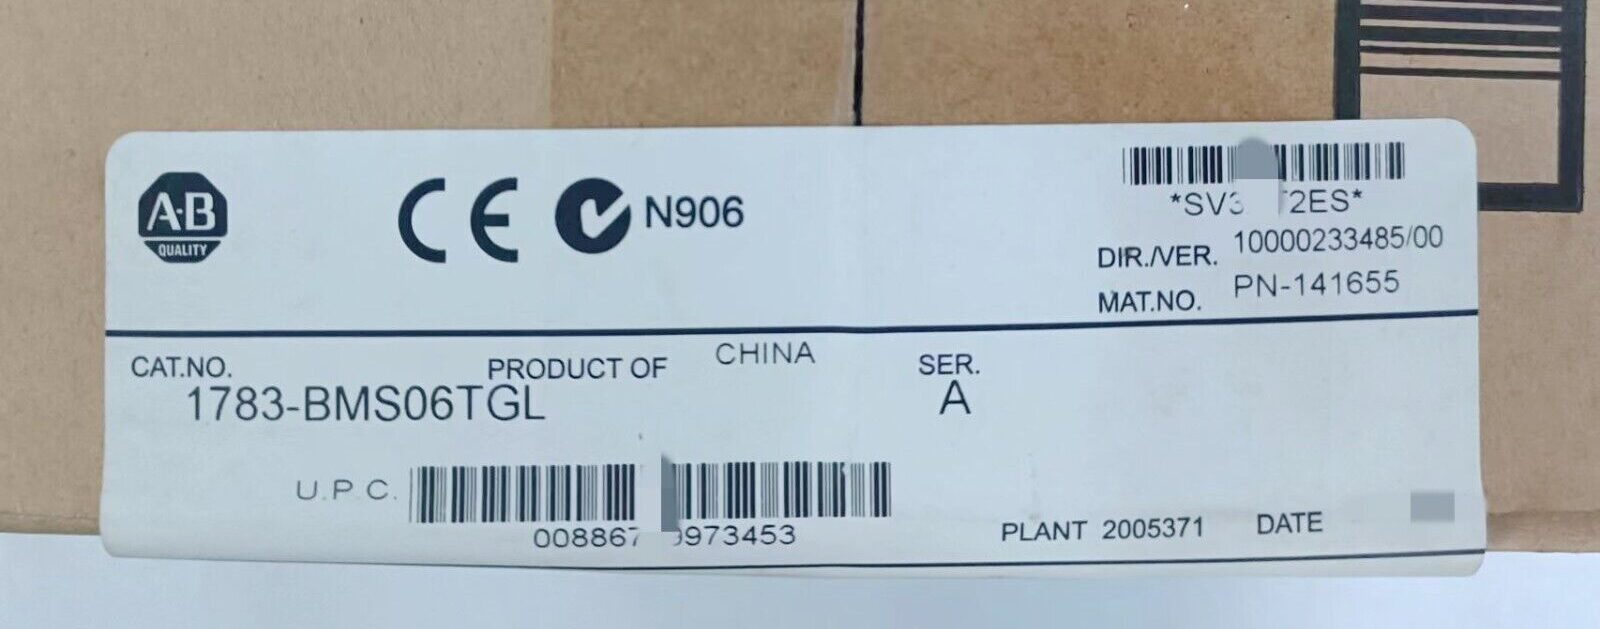 A-B
QUALITY
CE
N906
DIR./VER. 10000233485/00
MAT.NO. PN-141655
CAT.NO. PRODUCT OF CHINA SER.
1783-BMS06TGL A
U.P.C.
PLANT 2005371 DATE